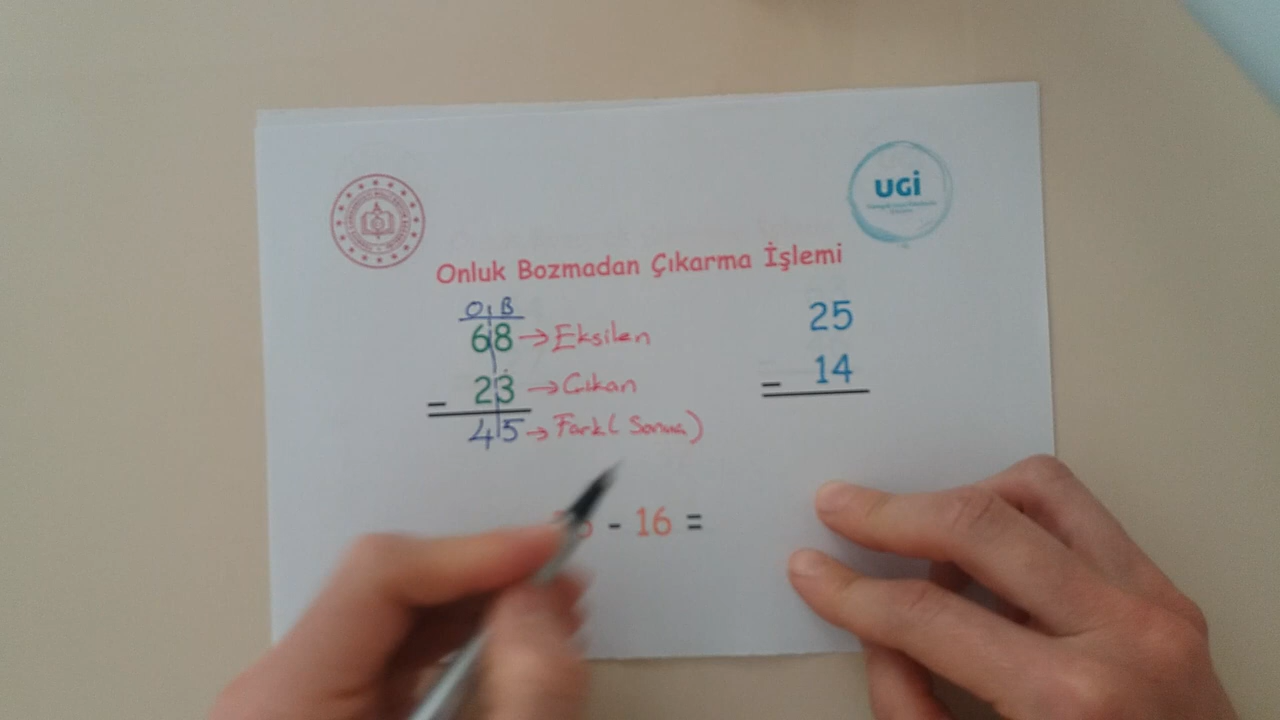 UGİ
Onluk Bozmadan Çıkarma İşlemi
O B
68 → Eksilen
- 23 → Çıkan
45 → Fark (Sonuç)
25
- 14
- 16 =